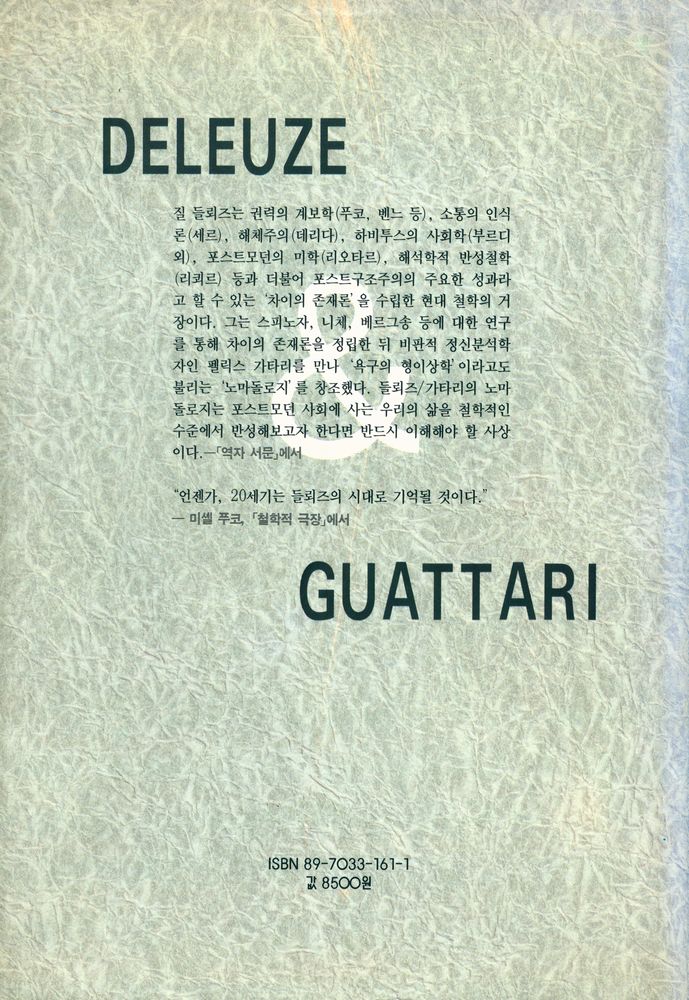 DELEUZE
질 들뢰즈는 권력의 계보학(푸코, 벤느 등), 소통의 인식
론(세르), 해체주의(데리다), 하비투스의 사회학(부르디
외), 포스트모던의 미학(리오타르), 해석학적 반성철학
(리쾨르) 등과 더불어 포스트구조주의의 주요한 성과라
고 할 수 있는 ‘차이의 존재론’을 수립한 현대 철학의 거
장이다. 그는 스피노자, 니체, 베르그송 등에 대한 연구
를 통해 차이의 존재론을 정립한 뒤 비판적 정신분석학
자인 펠릭스 가타리를 만나 ‘욕구의 형이상학’이라고도
불리는 ‘노마돌로지’를 창조했다. 들뢰즈/가타리의 노마
돌로지는 포스트모던 사회에 사는 우리의 삶을 철학적인
수준에서 반성해보고자 한다면 반드시 이해해야 할 사상
이다.—「역자 서문」에서
&
“언젠가, 20세기는 들뢰즈의 시대로 기억될 것이다.”
— 미셸 푸코, 「철학적 극장」에서
GUATTARI
ISBN 89-7033-161-1
값 8500원